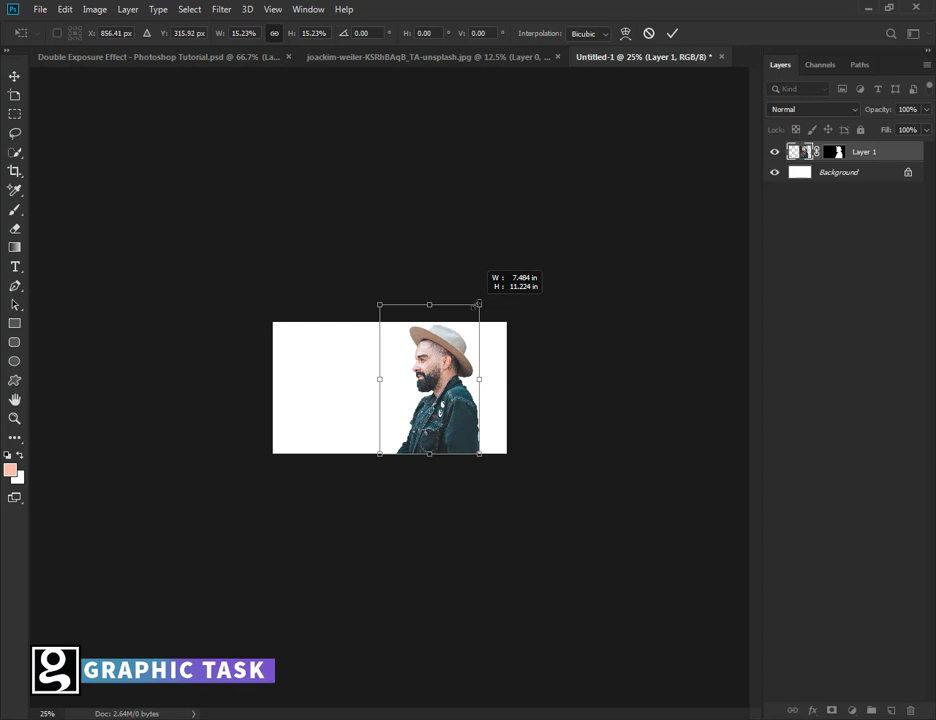 Ps File Edit Image Layer Type Select Filter 3D View Window Help
X: 856.41 px Y: 315.92 px W: 15.23% H: 15.23% 0.00 ° H: 0.00 ° V: 0.00 ° Interpolation: Bicubic
Double Exposure Effect - Photoshop Tutorial.psd @ 66.7% (La... × joackim-weiler-KSRhBAqB_TA-unsplash.jpg @ 12.5% (Layer 0, ... × Untitled-1 @ 25% (Layer 1, RGB/8) * ×
Layers Channels Paths
Kind
Normal Opacity: 100%
Lock: Fill: 100%
Layer 1
Background
W: 7.484 in
H: 11.224 in
g GRAPHIC TASK
25% Doc: 2.64M/0 bytes